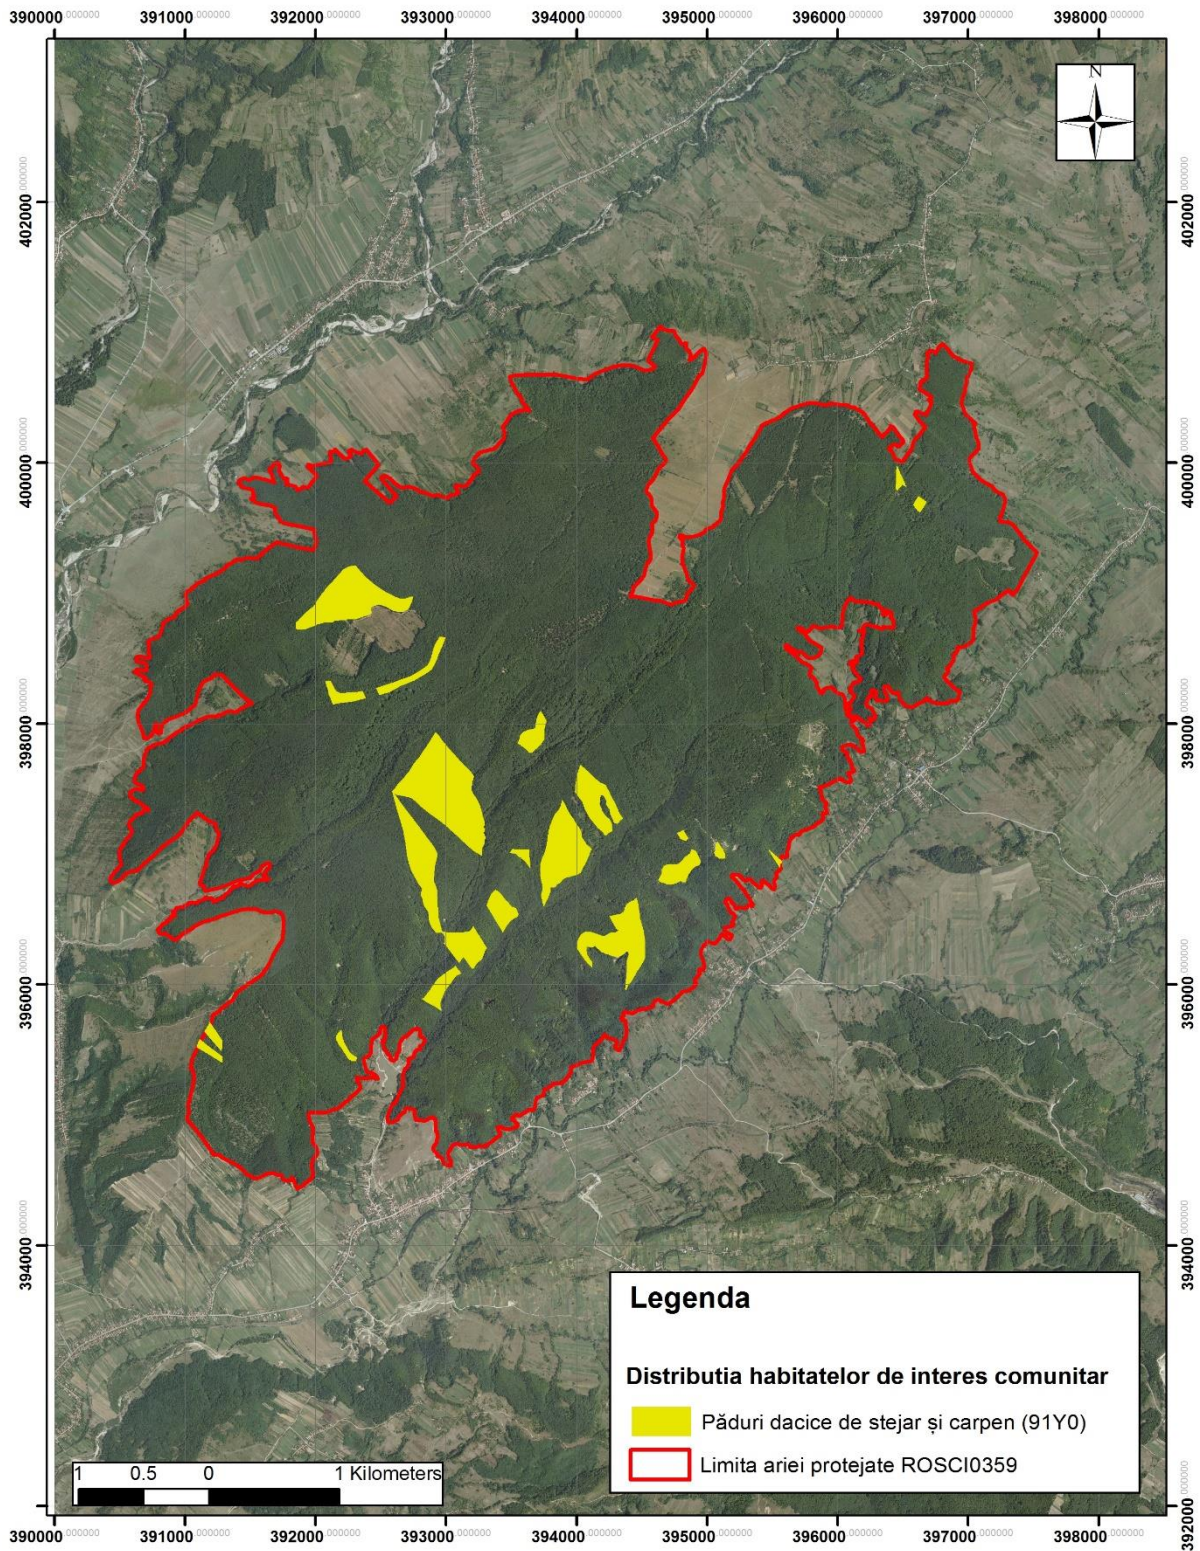 390000.000000 391000.000000 392000.000000 393000.000000 394000.000000 395000.000000 396000.000000 397000.000000 398000.000000
N
402000.000000 402000.000000
400000.000000 400000.000000
398000.000000 398000.000000
396000.000000 396000.000000
394000.000000 394000.000000
Legenda
Distributia habitatelor de interes comunitar
Păduri dacice de stejar și carpen (91Y0)
Limita ariei protejate ROSCI0359
1 0.5 0 1 Kilometers
392000.000000
390000.000000 391000.000000 392000.000000 393000.000000 394000.000000 395000.000000 396000.000000 397000.000000 398000.000000